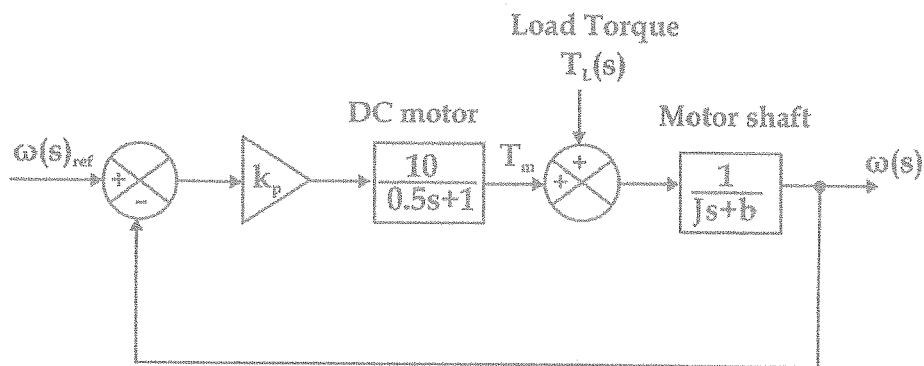 Load Torque
T_L(s)
DC motor
Motor shaft
ω(s)_ref
+
-
k_p
10
0.5s+1
T_m
+
+
1
Js+b
ω(s)